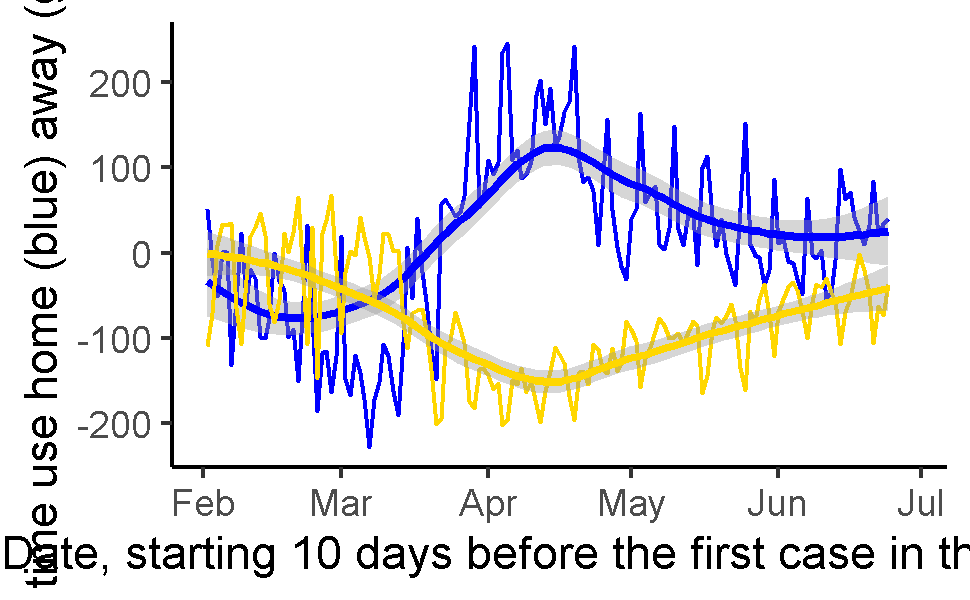 time use home (blue) away (
200
100
0
-100
-200
Feb Mar Apr May Jun Jul
Date, starting 10 days before the first case in th